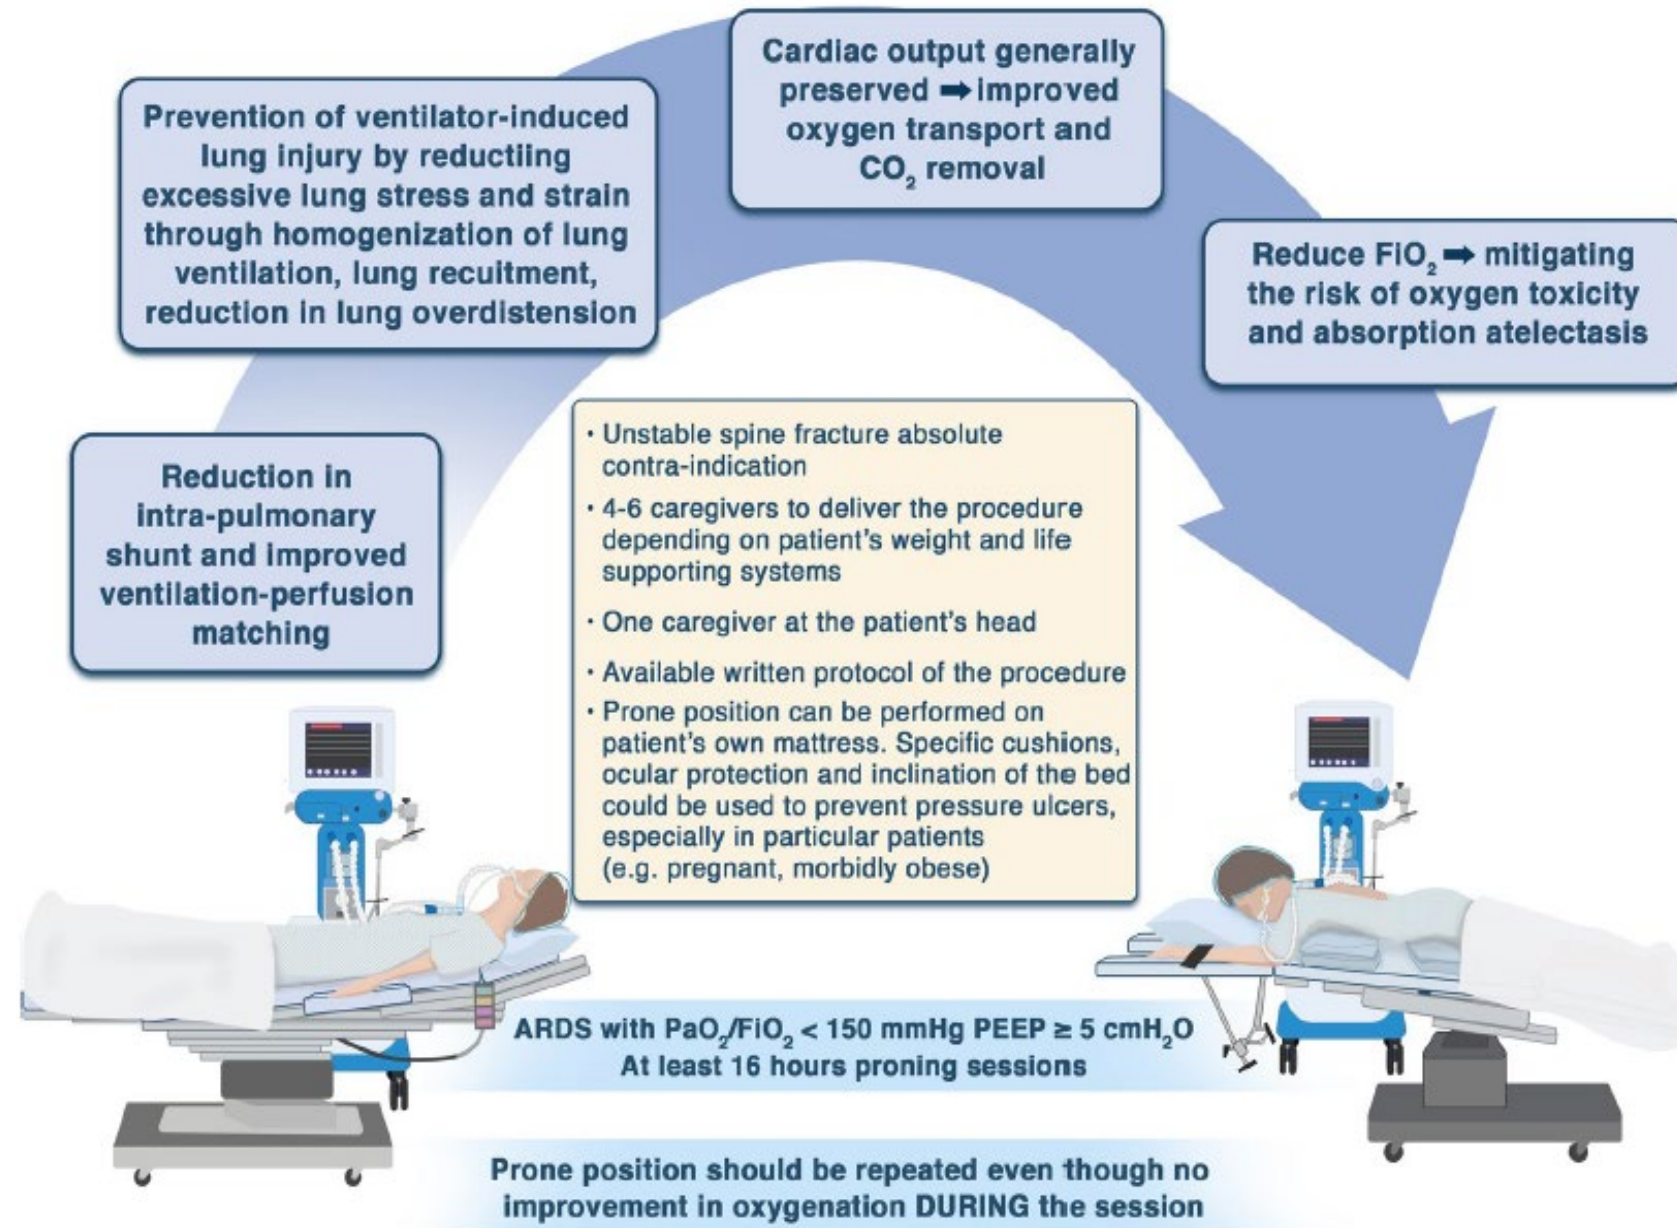 Cardiac output generally
preserved ➡ improved
oxygen transport and
CO₂ removal
Prevention of ventilator-induced
lung injury by reductiing
excessive lung stress and strain
through homogenization of lung
ventilation, lung recuitment,
reduction in lung overdistension
Reduce FiO₂ ➡ mitigating
the risk of oxygen toxicity
and absorption atelectasis
Reduction in
intra-pulmonary
shunt and improved
ventilation-perfusion
matching
· Unstable spine fracture absolute
contra-indication
· 4-6 caregivers to deliver the procedure
depending on patient's weight and life
supporting systems
· One caregiver at the patient's head
· Available written protocol of the procedure
· Prone position can be performed on
patient's own mattress. Specific cushions,
ocular protection and inclination of the bed
could be used to prevent pressure ulcers,
especially in particular patients
(e.g. pregnant, morbidly obese)
ARDS with PaO₂/FiO₂ < 150 mmHg PEEP ≥ 5 cmH₂O
At least 16 hours proning sessions
Prone position should be repeated even though no
improvement in oxygenation DURING the session